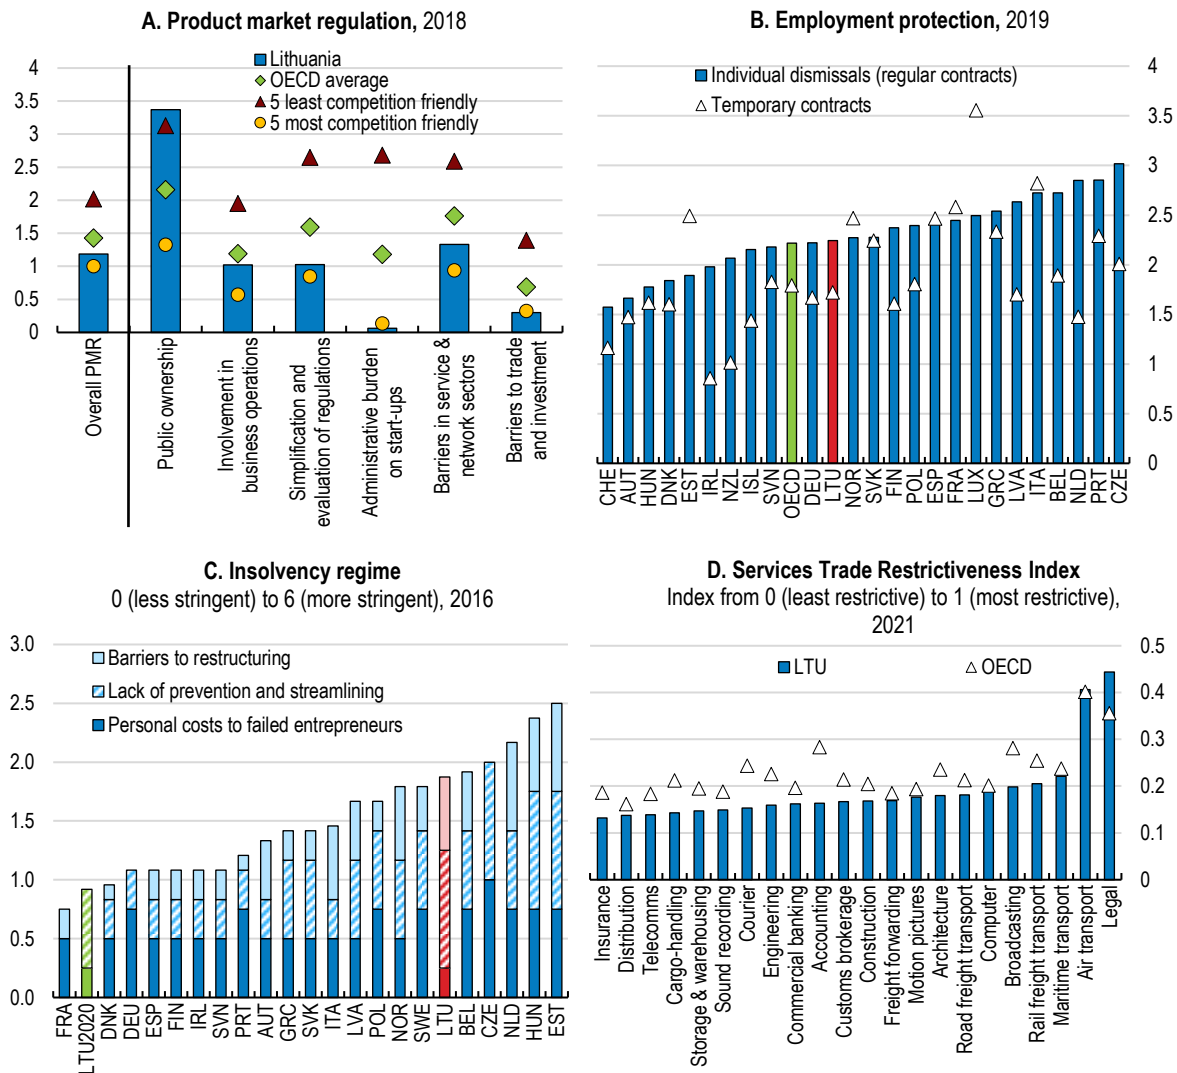 A. Product market regulation, 2018
Lithuania
OECD average
5 least competition friendly
5 most competition friendly
4
3.5
3
2.5
2
1.5
1
0.5
0
Overall PMR
Public ownership
Involvement in
business operations
Simplification and
evaluation of regulations
Administrative burden
on start-ups
Barriers in service &
network sectors
Barriers to trade
and investment
B. Employment protection, 2019
Individual dismissals (regular contracts)
Temporary contracts
4
3.5
3
2.5
2
1.5
1
0.5
0
CHE
AUT
HUN
DNK
EST
IRL
NZL
ISL
SVN
OECD
DEU
LTU
NOR
SVK
FIN
POL
ESP
FRA
LUX
GRC
LVA
ITA
BEL
NLD
PRT
CZE
C. Insolvency regime
0 (less stringent) to 6 (more stringent), 2016
Barriers to restructuring
Lack of prevention and streamlining
Personal costs to failed entrepreneurs
3.0
2.5
2.0
1.5
1.0
0.5
0.0
FRA
LTU2020
DNK
DEU
ESP
FIN
IRL
SVN
PRT
AUT
GRC
SVK
ITA
LVA
POL
NOR
SWE
LTU
BEL
CZE
NLD
HUN
EST
D. Services Trade Restrictiveness Index
Index from 0 (least restrictive) to 1 (most restrictive),
2021
LTU
OECD
0.5
0.4
0.3
0.2
0.1
0
Insurance
Distribution
Telecomms
Cargo-handling
Storage & warehousing
Sound recording
Courier
Engineering
Commercial banking
Accounting
Customs brokerage
Construction
Freight forwarding
Motion pictures
Architecture
Road freight transport
Computer
Broadcasting
Rail freight transport
Maritime transport
Air transport
Legal